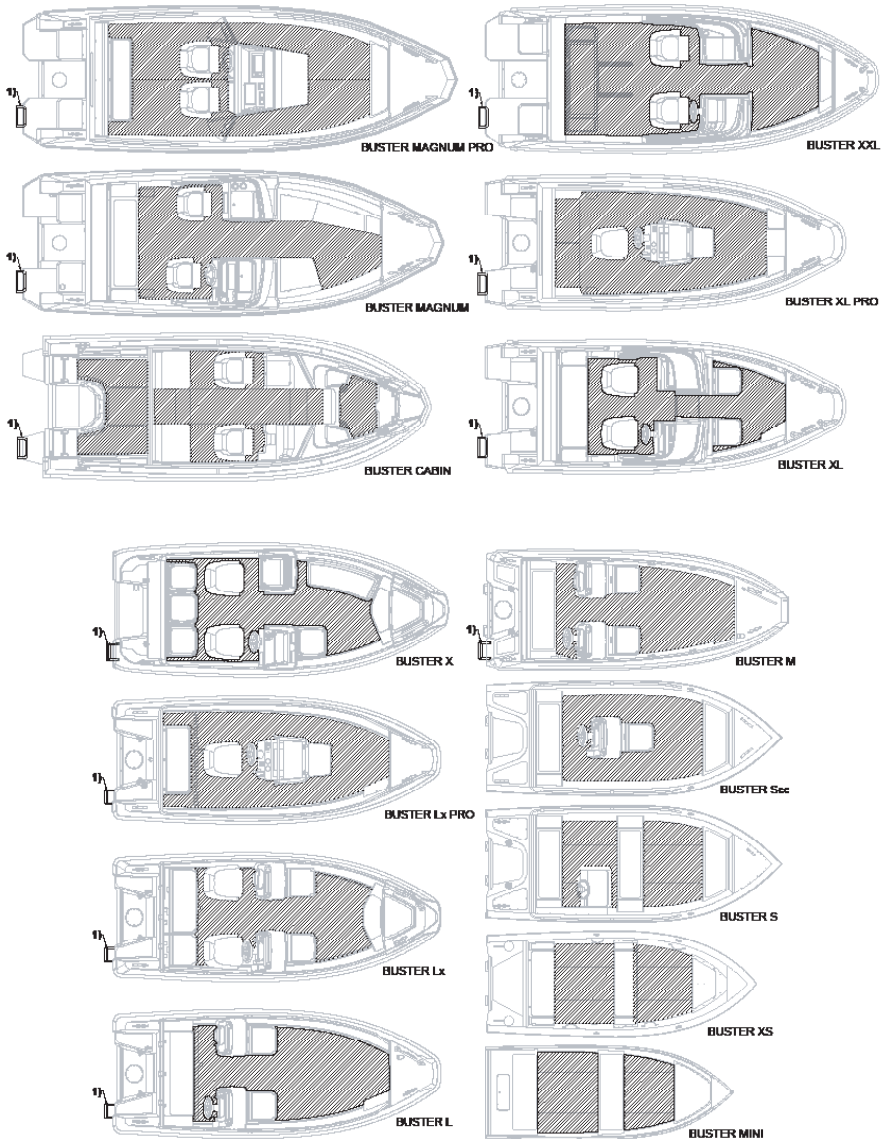 1)
BUSTER MAGNUM PRO
1)
BUSTER XXL
1)
BUSTER MAGNUM
1)
BUSTER XL PRO
1)
BUSTER CABIN
1)
BUSTER XL
1)
BUSTER X
1)
BUSTER M
1)
BUSTER Lx PRO
BUSTER Scc
BUSTER S
1)
BUSTER Lx
BUSTER XS
1)
BUSTER L
BUSTER MINI